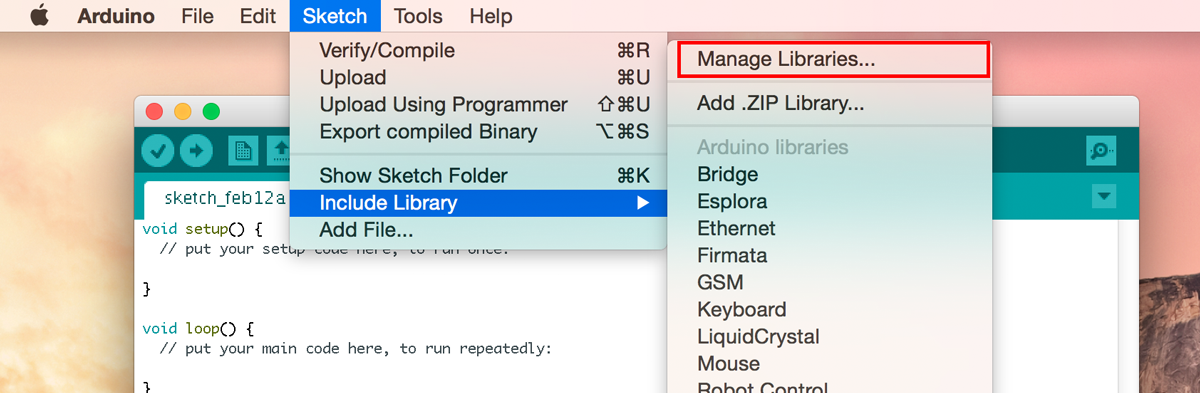 Arduino File Edit Sketch Tools Help
Verify/Compile ⌘R
Upload ⌘U
Upload Using Programmer ⇧⌘U
Export compiled Binary ⌥⌘S
Show Sketch Folder ⌘K
Include Library
Add File...
Manage Libraries...
Add .ZIP Library...
Arduino libraries
Bridge
Esplora
Ethernet
Firmata
GSM
Keyboard
LiquidCrystal
Mouse
Robot Control
sketch_feb12a
void setup() {
// put your setup code here, to run once:
}
void loop() {
// put your main code here, to run repeatedly:
}